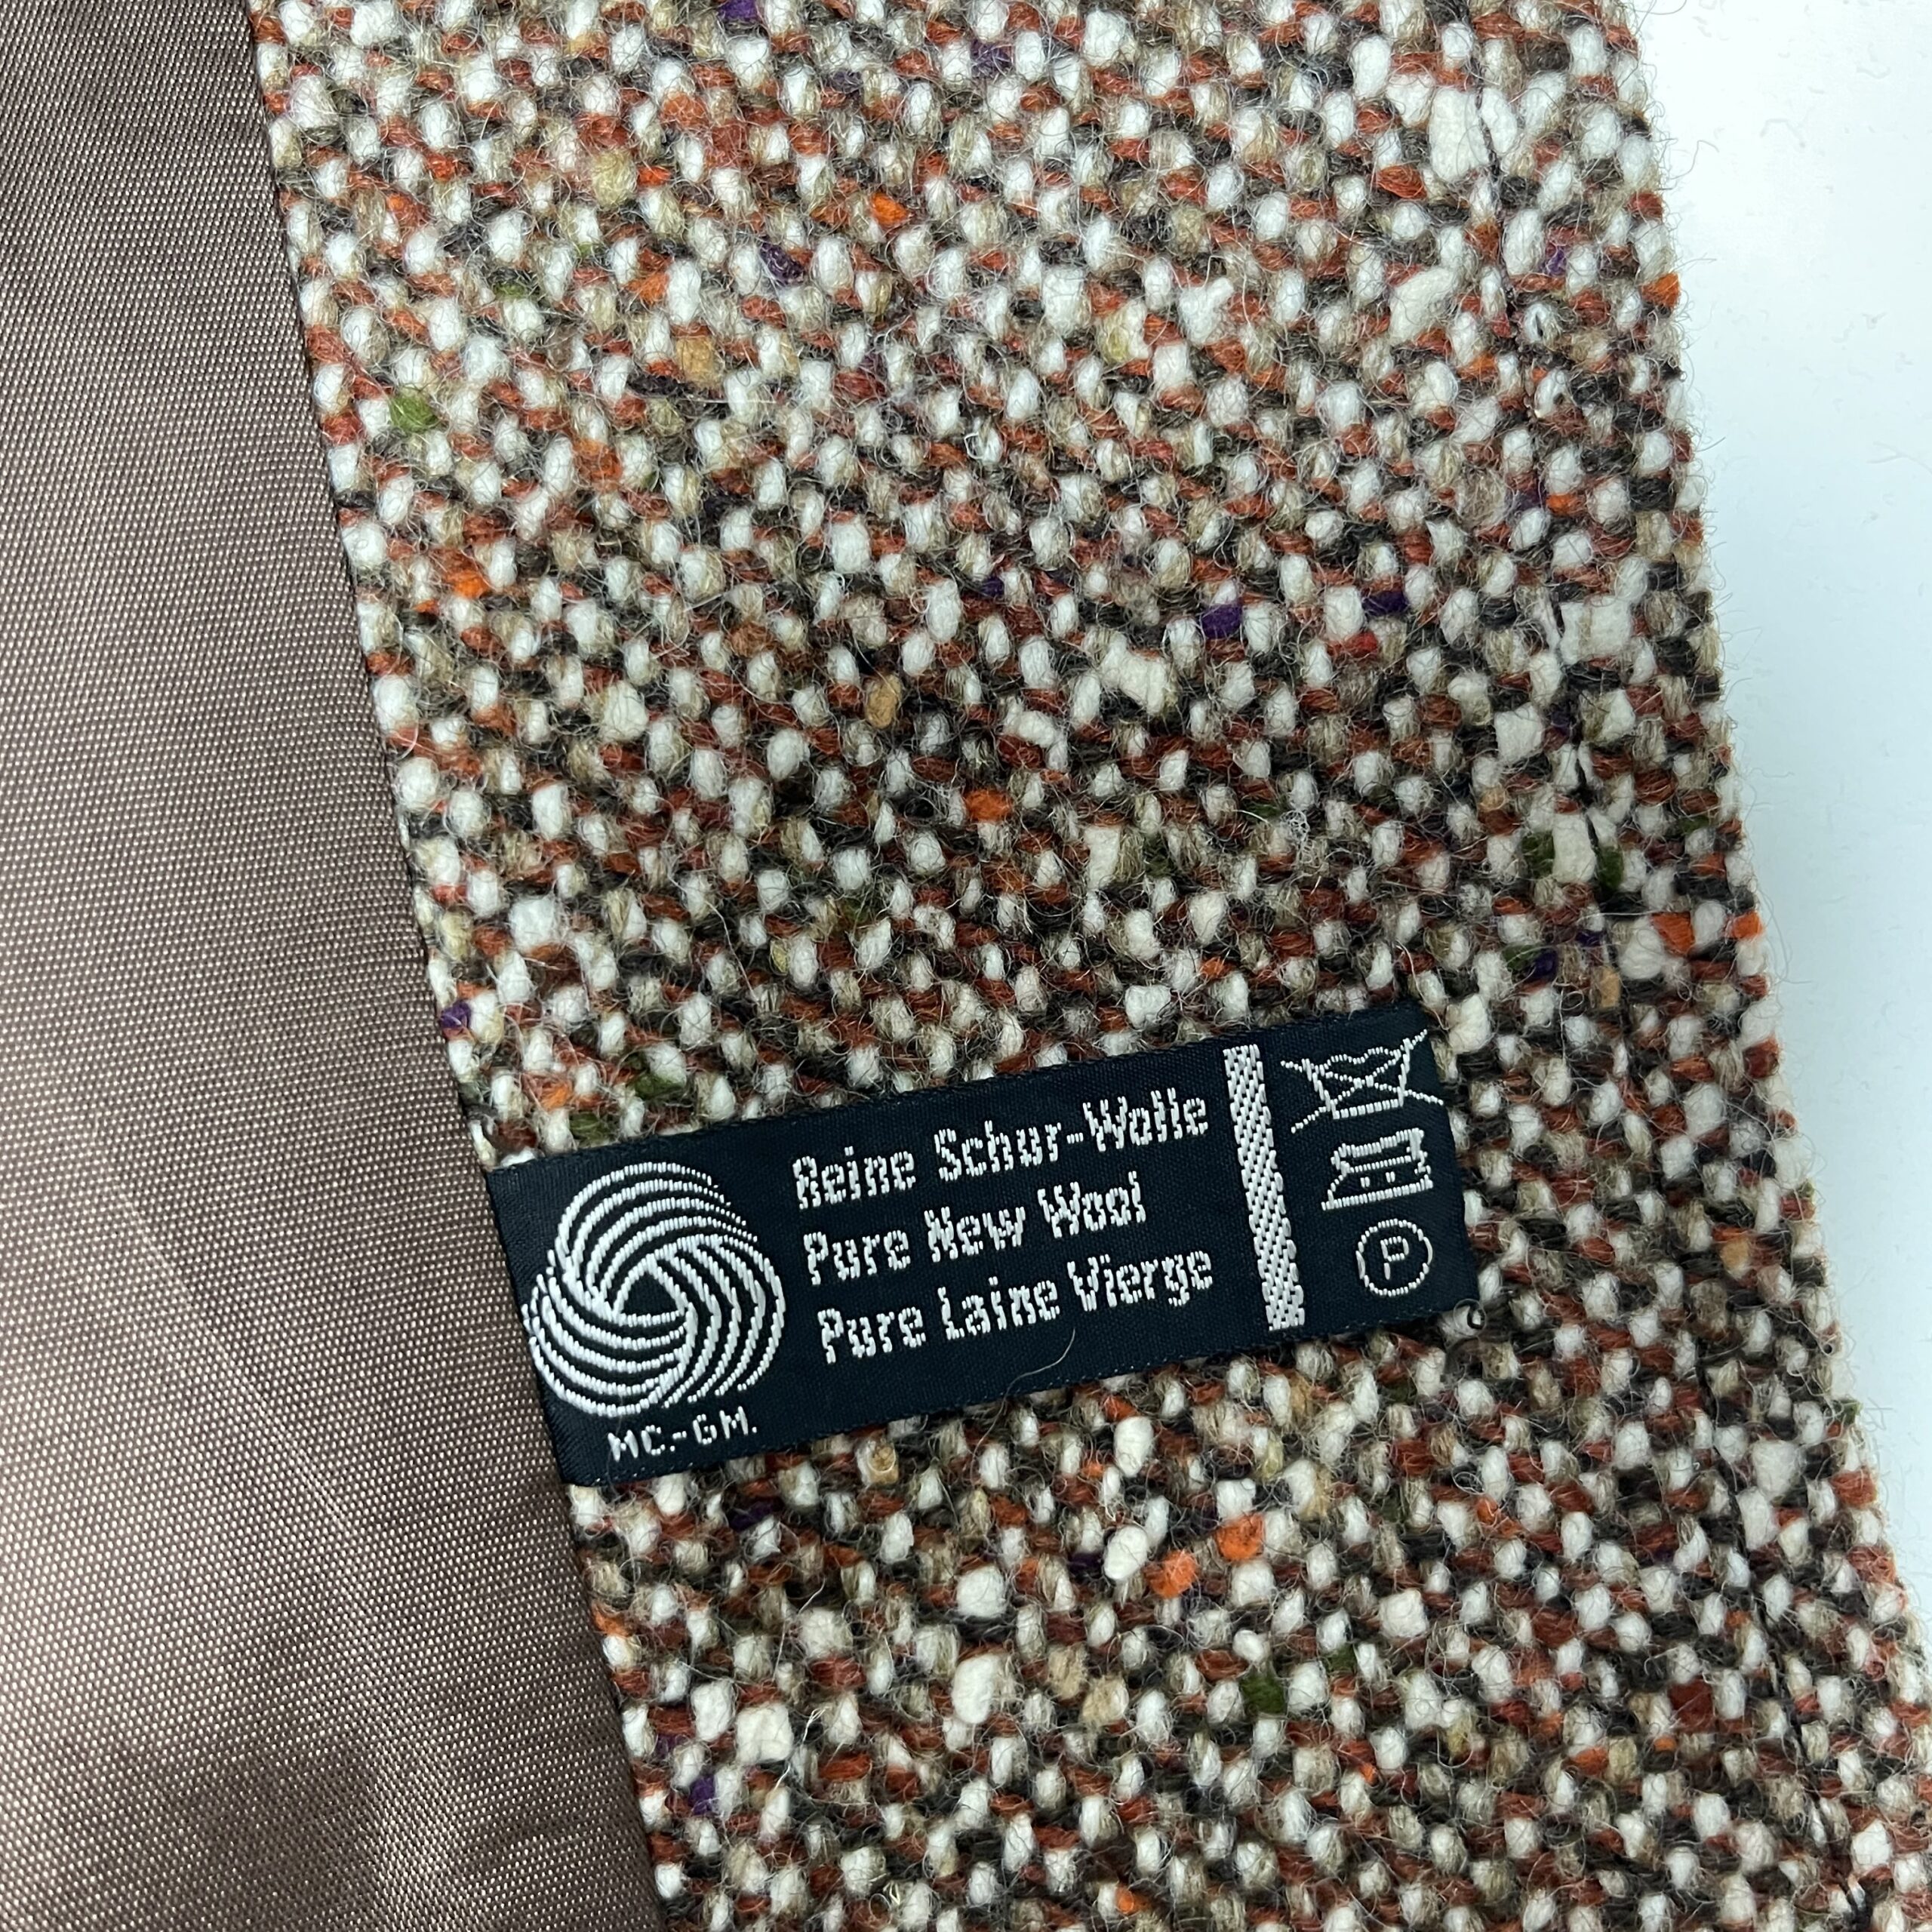 Reine Schur-Wolle
Pure New Wool
Pure Laine Vierge
MC.-GM.
P